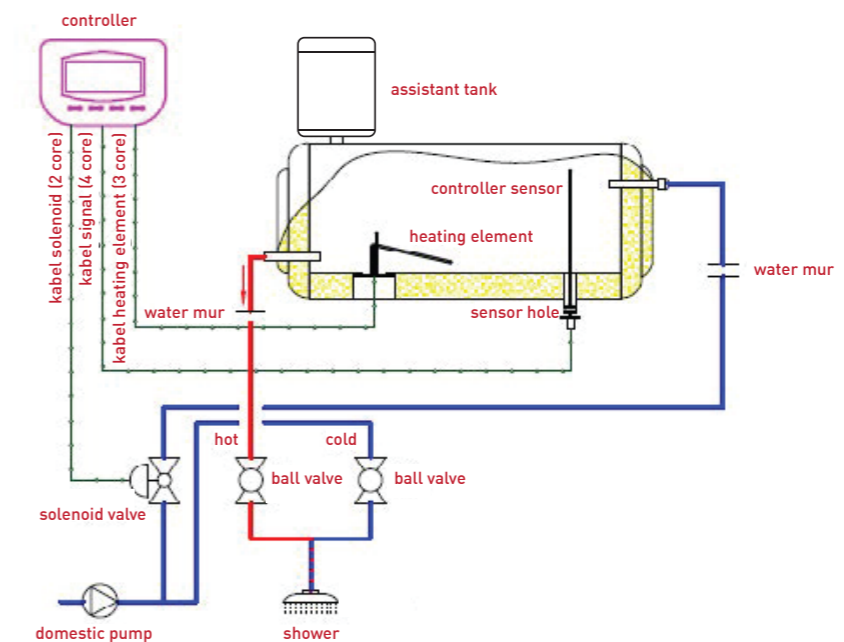 controller
assistant tank
kabel solenoid (2 core)
kabel signal (4 core)
kabel heating element (3 core)
controller sensor
heating element
water mur
water mur
sensor hole
hot
cold
ball valve
ball valve
solenoid valve
domestic pump
shower